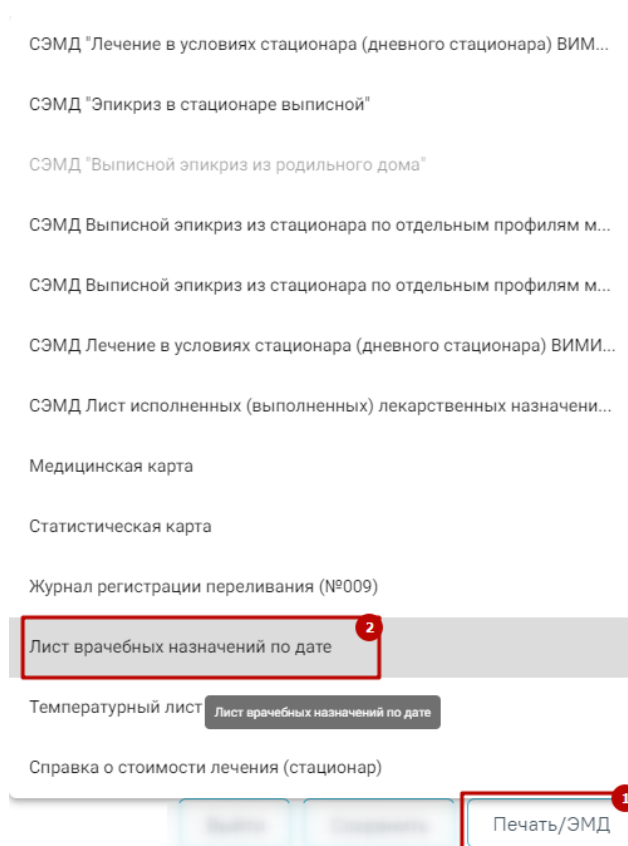 СЭМД "Лечение в условиях стационара (дневного стационара) ВИМ...
СЭМД "Эпикриз в стационаре выписной"
СЭМД "Выписной эпикриз из родильного дома"
СЭМД Выписной эпикриз из стационара по отдельным профилям м...
СЭМД Выписной эпикриз из стационара по отдельным профилям м...
СЭМД Лечение в условиях стационара (дневного стационара) ВИМИ...
СЭМД Лист исполненных (выполненных) лекарственных назначени...
Медицинская карта
Статистическая карта
Журнал регистрации переливания (№009)
2
Лист врачебных назначений по дате
Температурный лист
Лист врачебных назначений по дате
Справка о стоимости лечения (стационар)
1
Печать/ЭМД